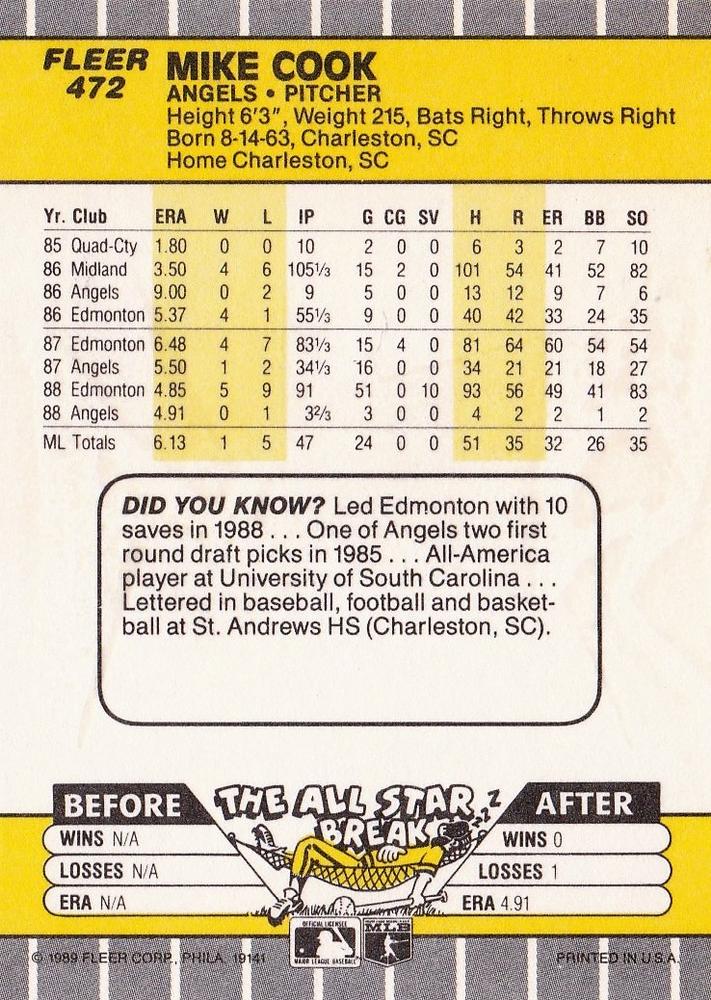 FLEER
472
MIKE COOK
ANGELS • PITCHER
Height 6'3", Weight 215, Bats Right, Throws Right
Born 8-14-63, Charleston, SC
Home Charleston, SC
Yr. Club ERA W L IP G CG SV H R ER BB SO
85 Quad-Cty 1.80 0 0 10 2 0 0 6 3 2 7 10
86 Midland 3.50 4 6 105⅓ 15 2 0 101 54 41 52 82
86 Angels 9.00 0 2 9 5 0 0 13 12 9 7 6
86 Edmonton 5.37 4 1 55⅓ 9 0 0 40 42 33 24 35
87 Edmonton 6.48 4 7 83⅓ 15 4 0 81 64 60 54 54
87 Angels 5.50 1 2 34⅓ 16 0 0 34 21 21 18 27
88 Edmonton 4.85 5 9 91 51 0 10 93 56 49 41 83
88 Angels 4.91 0 1 3⅔ 3 0 0 4 2 2 1 2
ML Totals 6.13 1 5 47 24 0 0 51 35 32 26 35
DID YOU KNOW? Led Edmonton with 10
saves in 1988 . . . One of Angels two first
round draft picks in 1985 . . . All-America
player at University of South Carolina . . .
Lettered in baseball, football and basket-
ball at St. Andrews HS (Charleston, SC).
BEFORE THE ALL STAR BREAK AFTER
Z Z Z
WINS N/A WINS 0
LOSSES N/A LOSSES 1
ERA N/A ERA 4.91
OFFICIAL LICENSEE
MAJOR LEAGUE BASEBALL
MLB
© 1989 FLEER CORP., PHILA. 19141 PRINTED IN U.S.A.